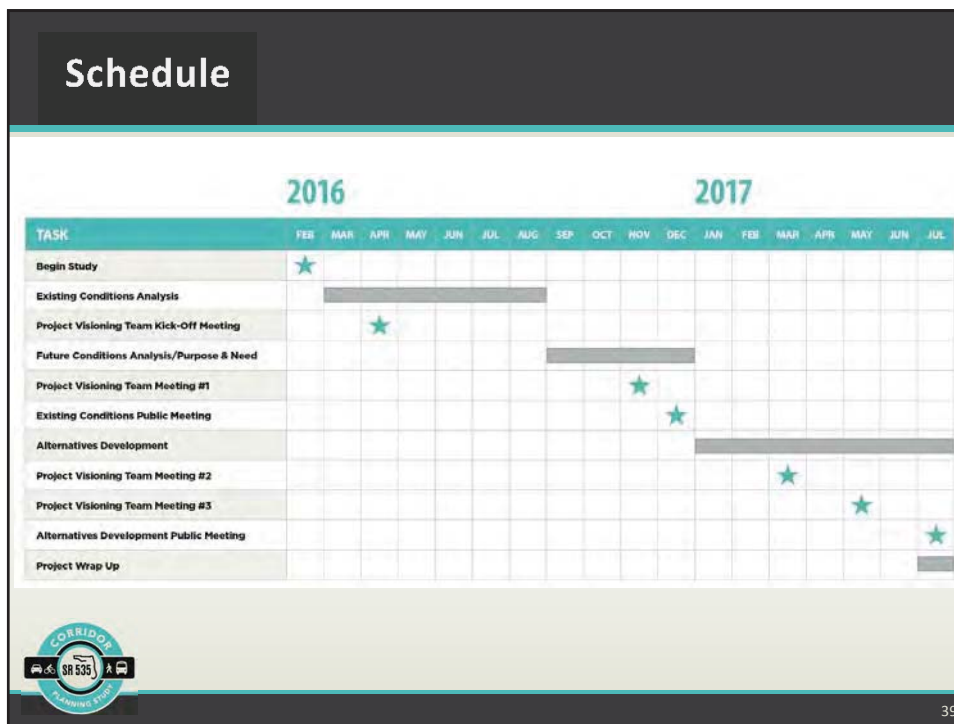 Schedule
2016 2017
TASK FEB MAR APR MAY JUN JUL AUG SEP OCT NOV DEC JAN FEB MAR APR MAY JUN JUL
Begin Study
Existing Conditions Analysis
Project Visioning Team Kick-Off Meeting
Future Conditions Analysis/Purpose & Need
Project Visioning Team Meeting #1
Existing Conditions Public Meeting
Alternatives Development
Project Visioning Team Meeting #2
Project Visioning Team Meeting #3
Alternatives Development Public Meeting
Project Wrap Up
CORRIDOR
SR 535
PLANNING STUDY
39